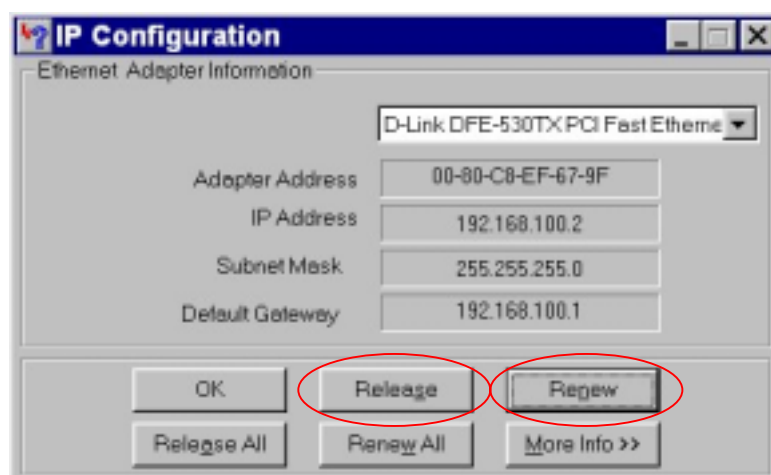 IP Configuration
Ethernet Adapter Information
D-Link DFE-530TX PCI Fast Etherne
Adapter Address 00-80-C8-EF-67-9F
IP Address 192.168.100.2
Subnet Mask 255.255.255.0
Default Gateway 192.168.100.1
OK Release Renew
Release All Renew All More Info >>